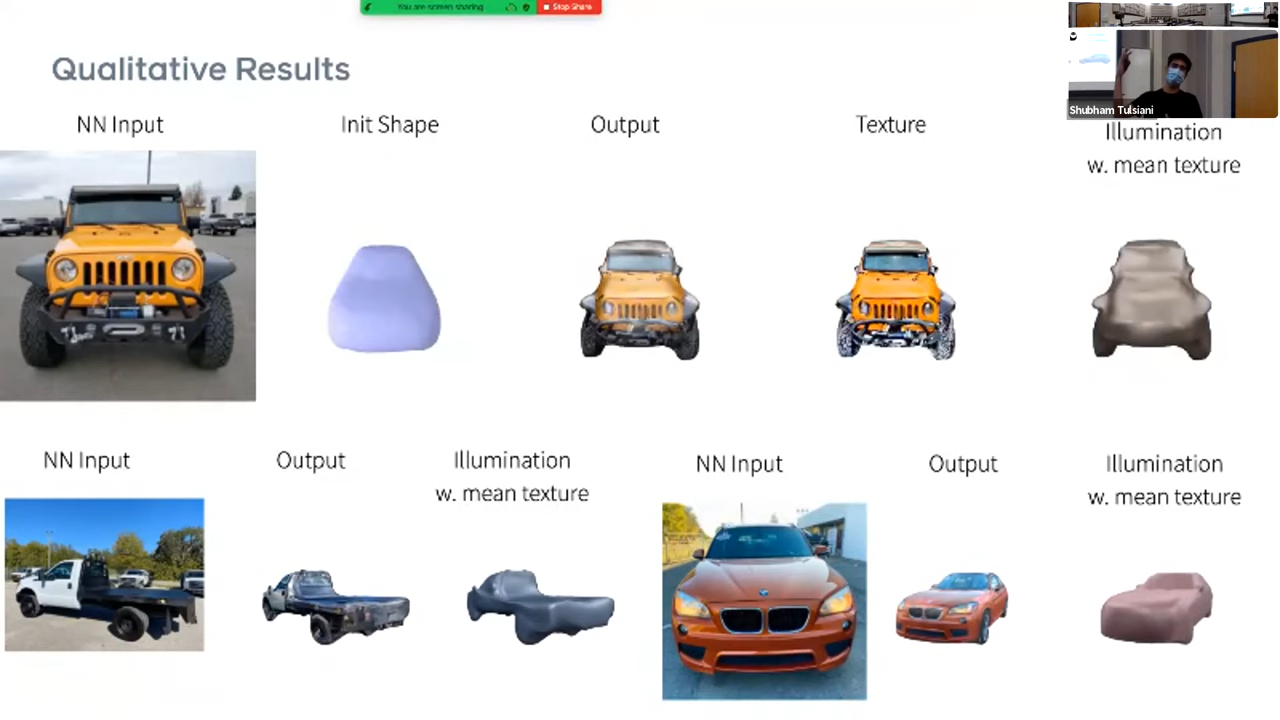 You are screen sharing
Stop Share
Shubham Tulsiani
Qualitative Results
NN Input
Init Shape
Output
Texture
Illumination
w. mean texture
NN Input
Output
Illumination
w. mean texture
NN Input
Output
Illumination
w. mean texture